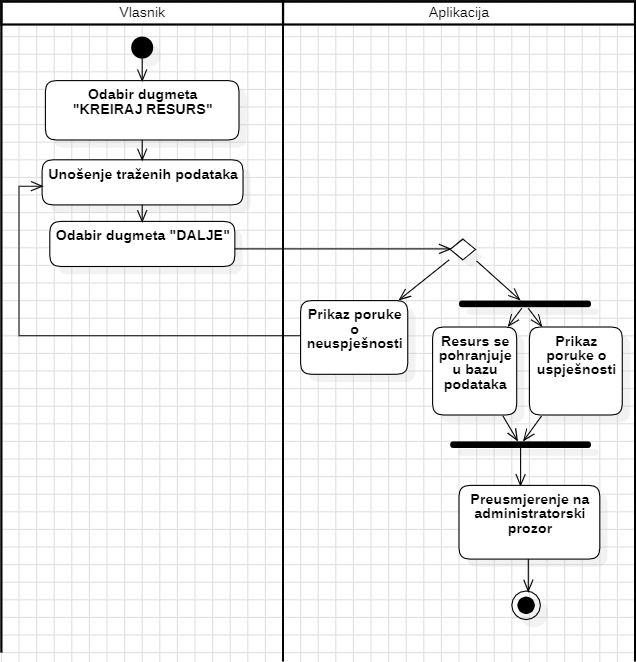 Vlasnik
Aplikacija
Odabir dugmeta
"KREIRAJ RESURS"
Unošenje traženih podataka
Odabir dugmeta "DALJE"
Prikaz poruke
o
neuspješnosti
Resurs se
pohranjuje
u bazu
podataka
Prikaz
poruke o
uspješnosti
Preusmjerenje na
administratorski
prozor